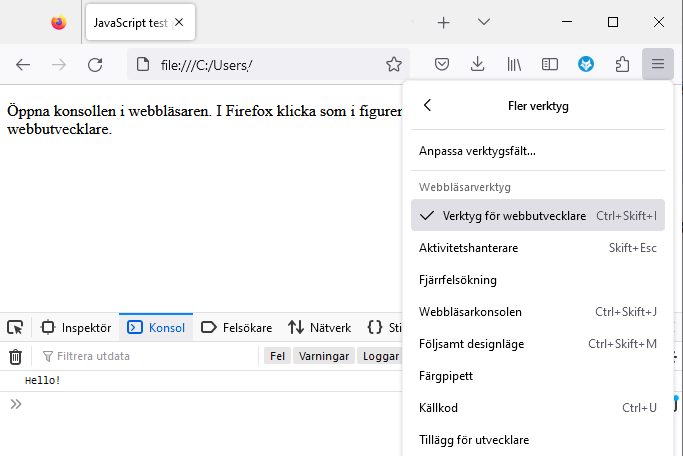 JavaScript test
file:///C:/Users/
Fler verktyg
Öppna konsollen i webbläsaren. I Firefox klicka som i figuren
webbutvecklare.
Anpassa verktygsfält...
Webbläsarverktyg
Verktyg för webbutvecklare Ctrl+Skift+I
Aktivitetshanterare Skift+Esc
Fjärrfelsökning
Webbläsarkonsolen Ctrl+Skift+J
Följsamt designläge Ctrl+Skift+M
Färgpipett
Källkod Ctrl+U
Tillägg för utvecklare
Inspektör Konsol Felsökare Nätverk {} Sti
Filtrera utdata Fel Varningar Loggar
Hello!